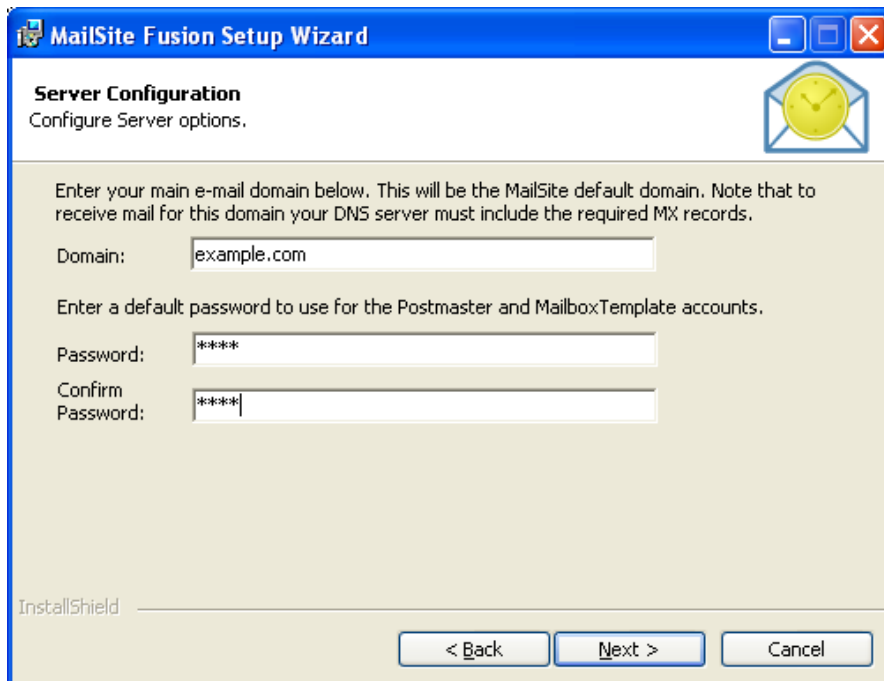 MailSite Fusion Setup Wizard
Server Configuration
Configure Server options.
Enter your main e-mail domain below. This will be the MailSite default domain. Note that to
receive mail for this domain your DNS server must include the required MX records.
Domain:
example.com
Enter a default password to use for the Postmaster and MailboxTemplate accounts.
Password:
****
Confirm
Password:
****
InstallShield
< Back
Next >
Cancel